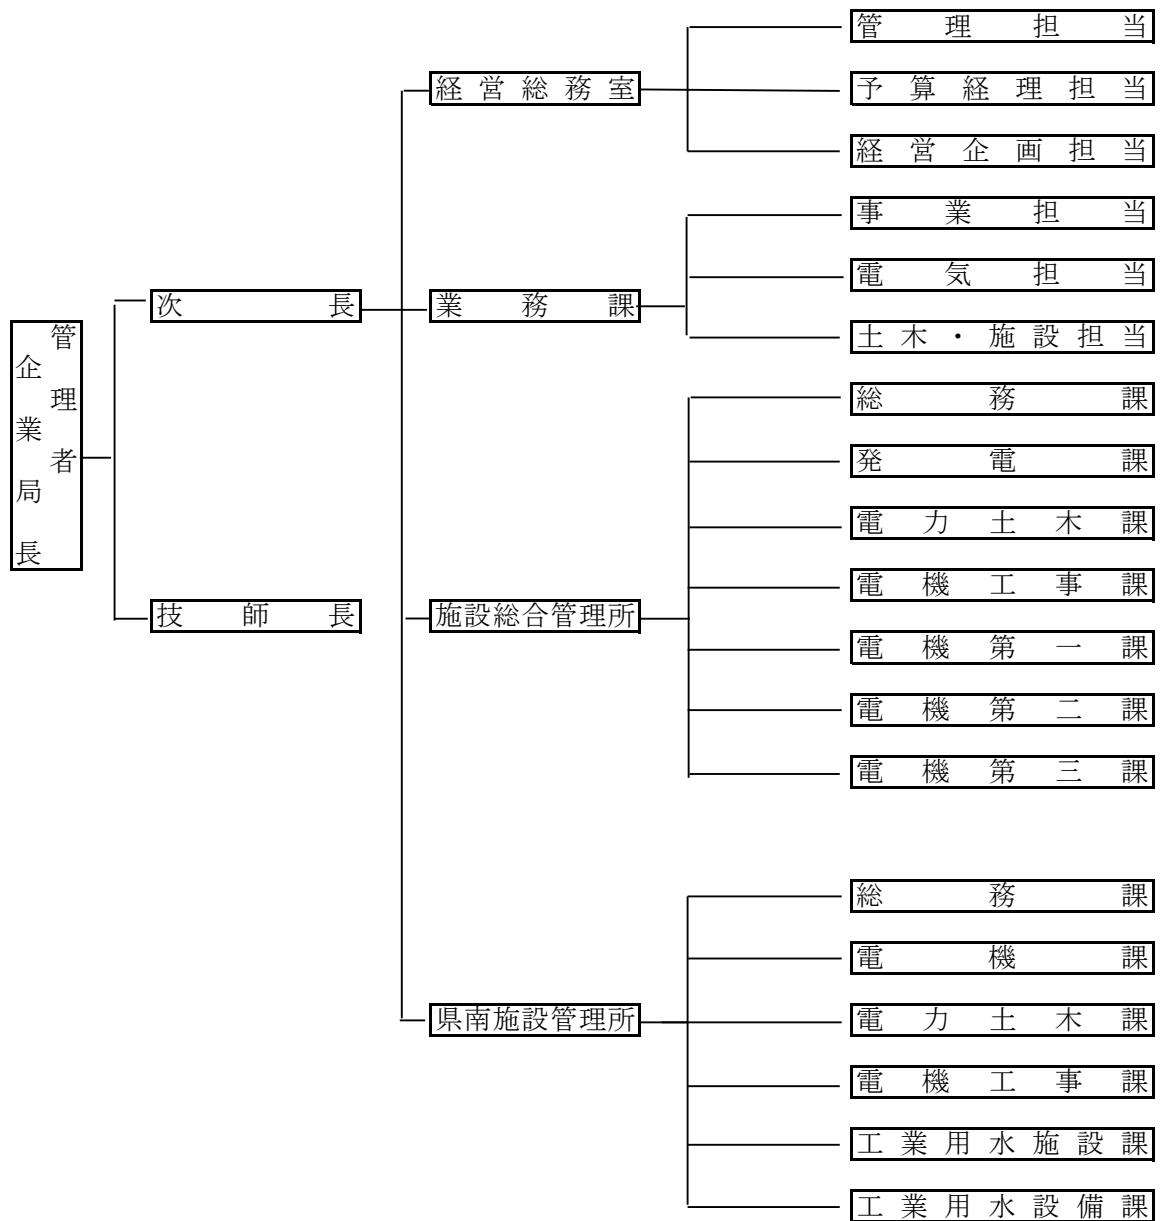 管理者
企業局長
次長
技師長
経営総務室
管理担当
予算経理担当
経営企画担当
業務課
事業担当
電気担当
土木・施設担当
施設総合管理所
総務課
発電課
電力土木課
電機工事課
電機第一課
電機第二課
電機第三課
県南施設管理所
総務課
電機課
電力土木課
電機工事課
工業用水施設課
工業用水設備課